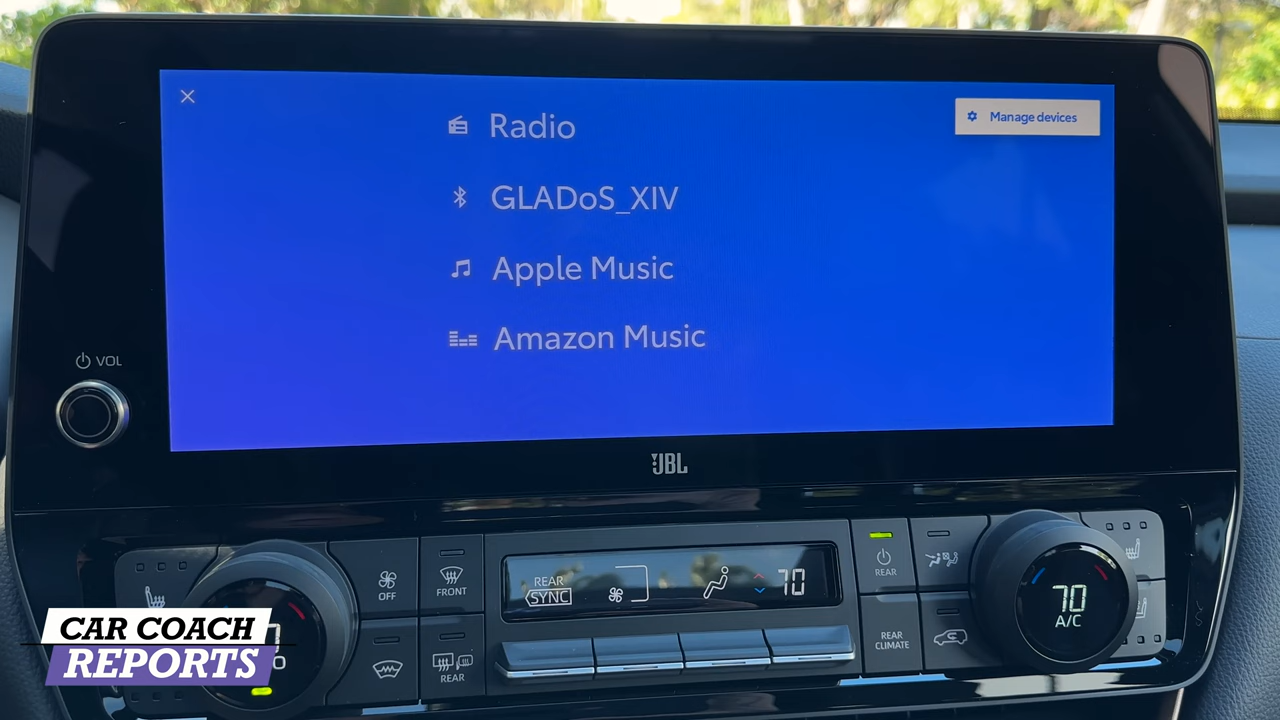 Radio
Manage devices
GLADoS_XIV
Apple Music
Amazon Music
VOL
JBL
OFF
FRONT
REAR
SYNC
70
REAR
70
A/C
REAR
REAR
CLIMATE
CAR COACH
REPORTS